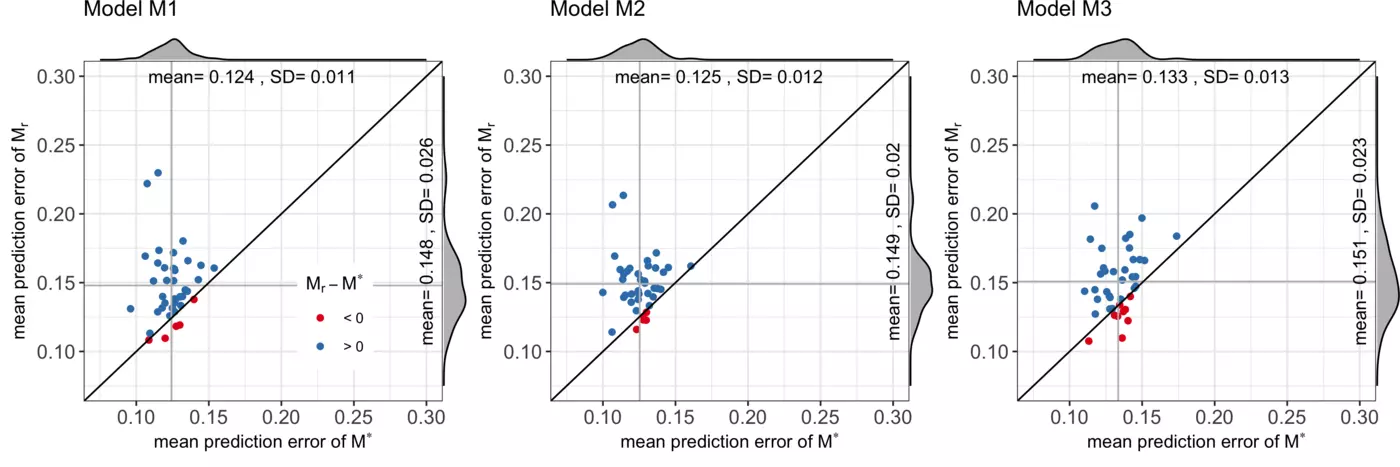 Model M1
mean= 0.124 , SD= 0.011
mean= 0.148 , SD= 0.026
mean prediction error of Mr
0.30
0.25
0.20
0.15
0.10
Mr − M*
< 0
> 0
0.10 0.15 0.20 0.25 0.30
mean prediction error of M*
Model M2
mean= 0.125 , SD= 0.012
mean= 0.149 , SD= 0.02
mean prediction error of Mr
0.30
0.25
0.20
0.15
0.10
0.10 0.15 0.20 0.25 0.30
mean prediction error of M*
Model M3
mean= 0.133 , SD= 0.013
mean= 0.151 , SD= 0.023
mean prediction error of Mr
0.30
0.25
0.20
0.15
0.10
0.10 0.15 0.20 0.25 0.30
mean prediction error of M*